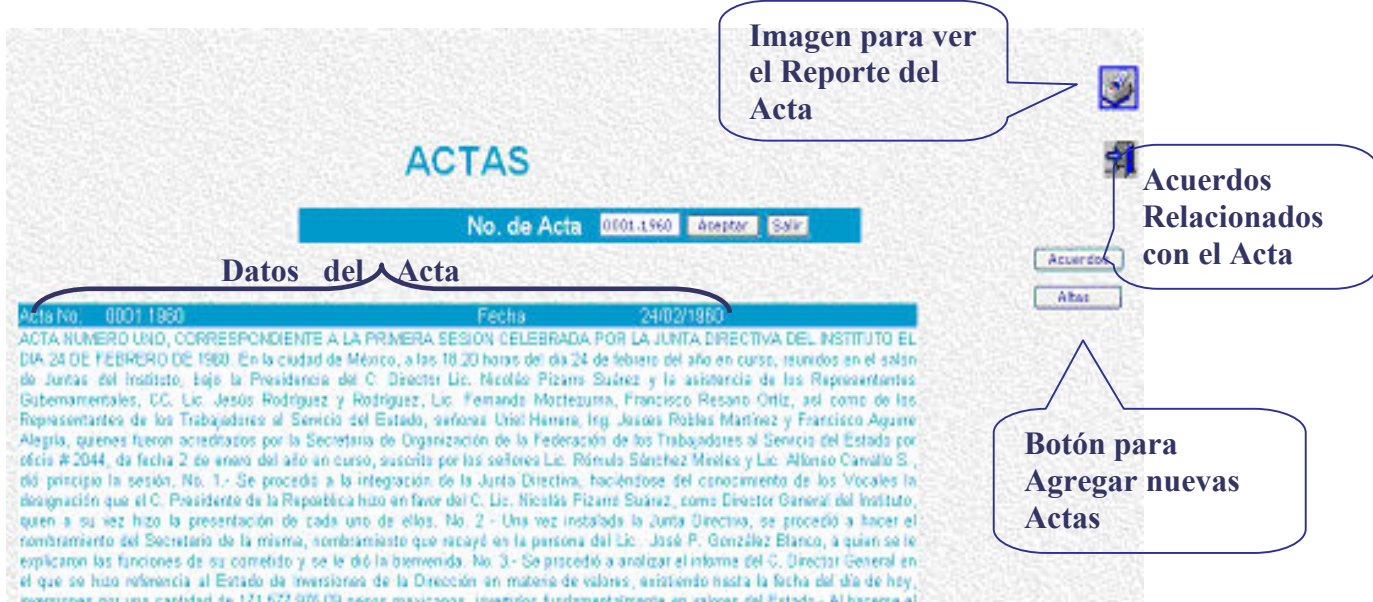 Imagen para ver
el Reporte del
Acta
ACTAS
No. de Acta 0001.1960 Aceptar Salir
Acuerdos
Relacionados
con el Acta
Datos del Acta
Acuerdos
Altas
Acta No. 0001.1960 Fecha 24/02/1960
ACTA NUMERO UNO, CORRESPONDIENTE A LA PRIMERA SESION CELEBRADA POR LA JUNTA DIRECTIVA DEL INSTITUTO EL
DIA 24 DE FEBRERO DE 1960. En la ciudad de México, a las 18.20 horas del día 24 de febrero del año en curso, reunidos en el salón
de Juntas del Instituto, bajo la Presidencia del C. Director Lic. Nicolás Pizarro Suárez y la asistencia de los Representantes
Gubernamentales, CC. Lic. Jesús Rodríguez y Rodríguez, Lic. Fernando Moctezuma, Francisco Resano Ortiz, así como de los
Representantes de los Trabajadores al Servicio del Estado, señores Uriel Herrera, Ing. Jesús Robles Martínez y Francisco Aguirre
Alegría, quienes fueron acreditados por la Secretaría de Organización de la Federación de los Trabajadores al Servicio del Estado por
oficio # 2044, de fecha 2 de enero del año en curso, suscrito por los señores Lic. Rómulo Sánchez Mireles y Lic. Alfonso S.,
dió principio la sesión, No. 1.- Se procedió a la integración de la Junta Directiva, haciéndose del conocimiento de los Vocales la
designación que el C. Presidente de la República hizo en favor del C. Lic. Nicolás Pizarro Suárez, como Director General del Instituto,
quien a su vez hizo la presentación de cada uno de ellos. No. 2 - Una vez instalada la Junta Directiva, se procedió a hacer el
nombramiento del Secretario de la misma, nombramiento que recayó en la persona del Lic. José P. González Blanco, a quien se le
explicaron las funciones de su cometido y se le dió la bienvenida. No. 3.- Se procedió a analizar el informe del C. Director General en
el que se hizo referencia al Estado de Inversiones de la Dirección en materia de valores, existiendo hasta la fecha del día de hoy,
Botón para
Agregar nuevas
Actas